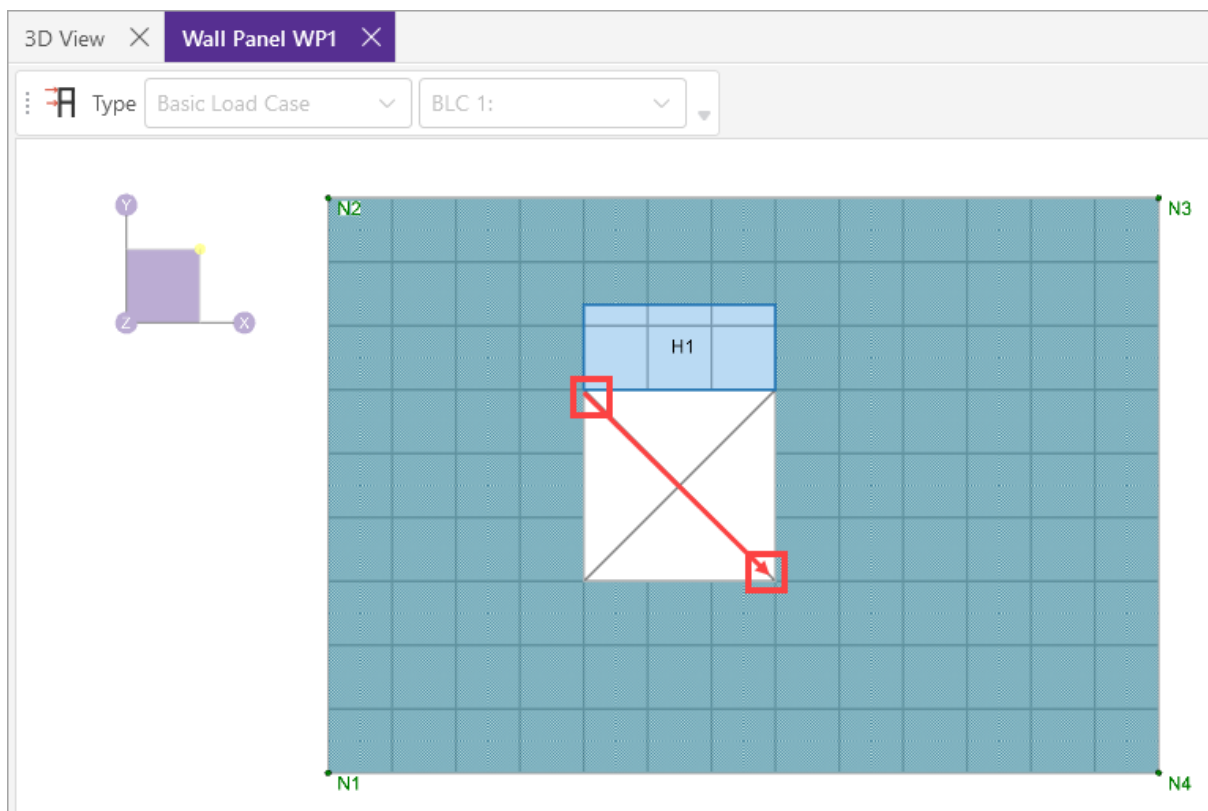 3D View Wall Panel WP1
Type Basic Load Case BLC 1:
Y
N2 N3
H1
Z X
N1 N4